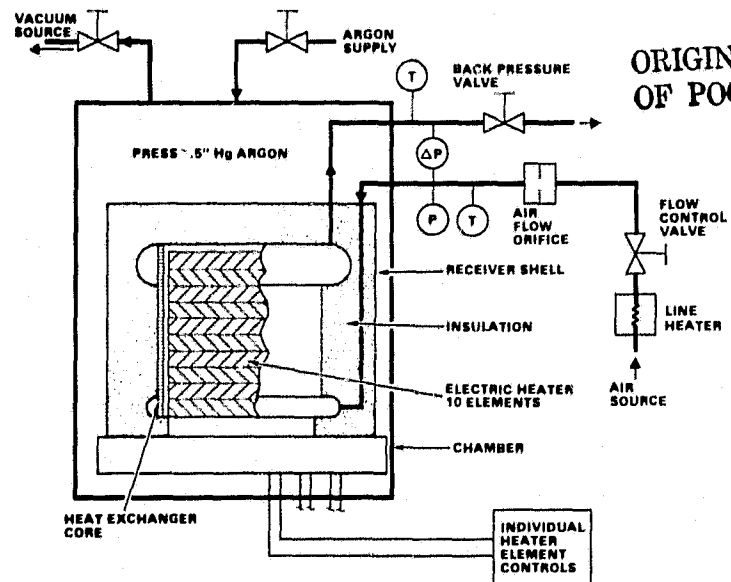 VACUUM
SOURCE
ARGON
SUPPLY
BACK PRESSURE
VALVE
ORIGIN
OF POO
T
PRESS ~.5" Hg ARGON
ΔP
P
T
AIR
FLOW
ORIFICE
FLOW
CONTROL
VALVE
RECEIVER SHELL
INSULATION
LINE
HEATER
ELECTRIC HEATER
10 ELEMENTS
AIR
SOURCE
CHAMBER
HEAT EXCHANGER
CORE
INDIVIDUAL
HEATER
ELEMENT
CONTROLS